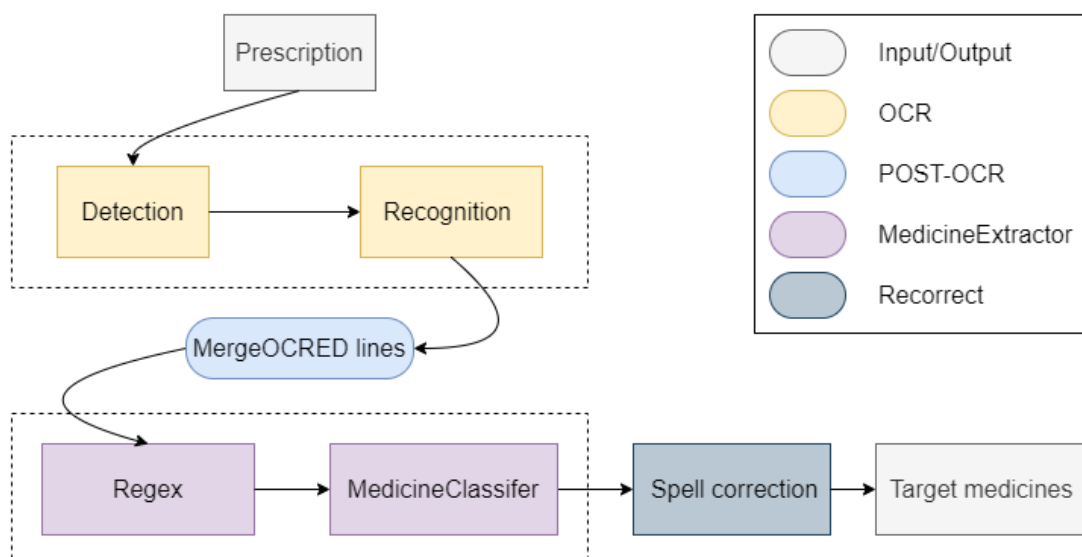 Prescription
Detection
Recognition
MergeOCRED lines
Regex
MedicineClassifer
Spell correction
Target medicines
Input/Output
OCR
POST-OCR
MedicineExtractor
Recorrect